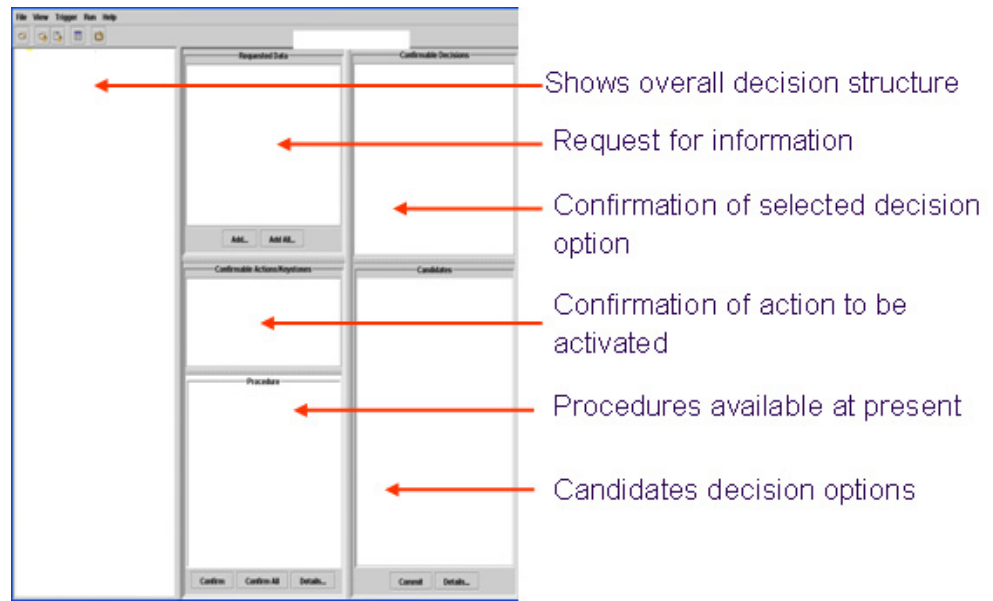 File View Trigger Run Help
Requested Data
Confirmable Decisions
Shows overall decision structure
Request for information
Confirmation of selected decision
option
Add... Add All...
Confirmable Actions/Keystones
Candidates
Confirmation of action to be
activated
Procedure
Procedures available at present
Candidates decision options
Confirm Confirm All Details...
Commit Details...